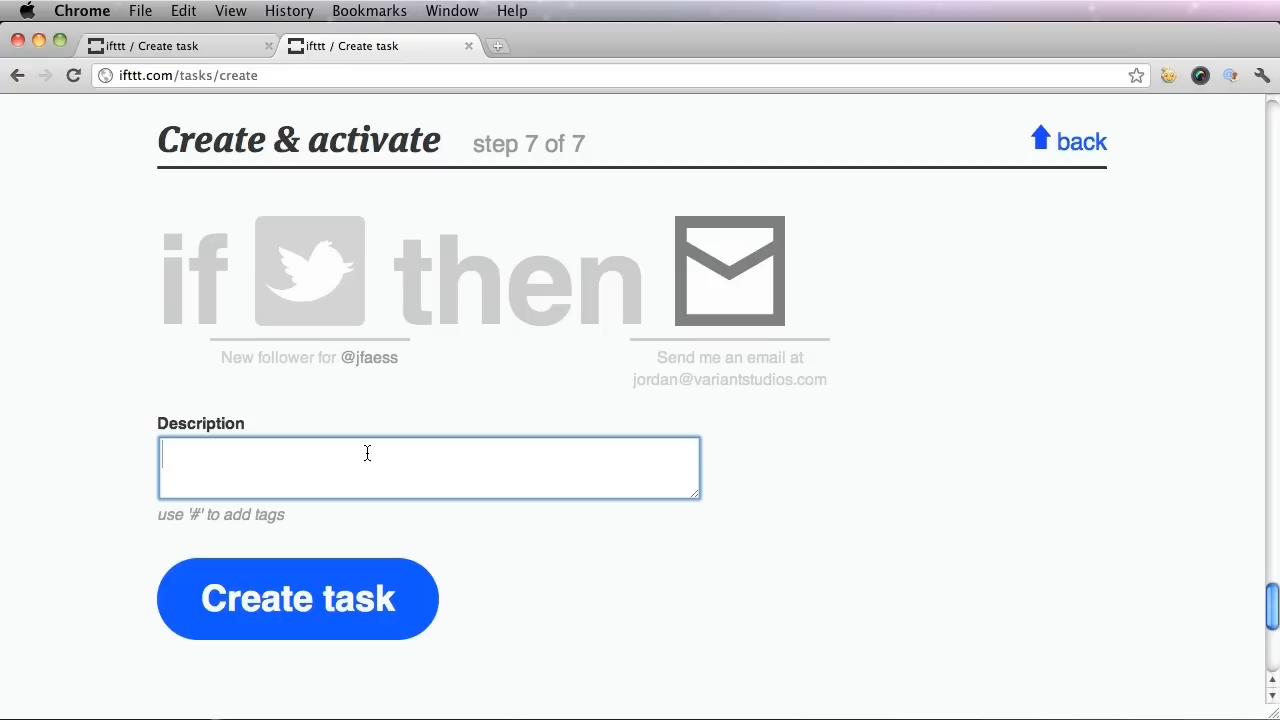 Chrome File Edit View History Bookmarks Window Help
ifttt / Create task
ifttt / Create task
ifttt.com/tasks/create
Create & activate step 7 of 7 back
if then
New follower for @jfaess
Send me an email at
jordan@variantstudios.com
Description
use '#' to add tags
Create task